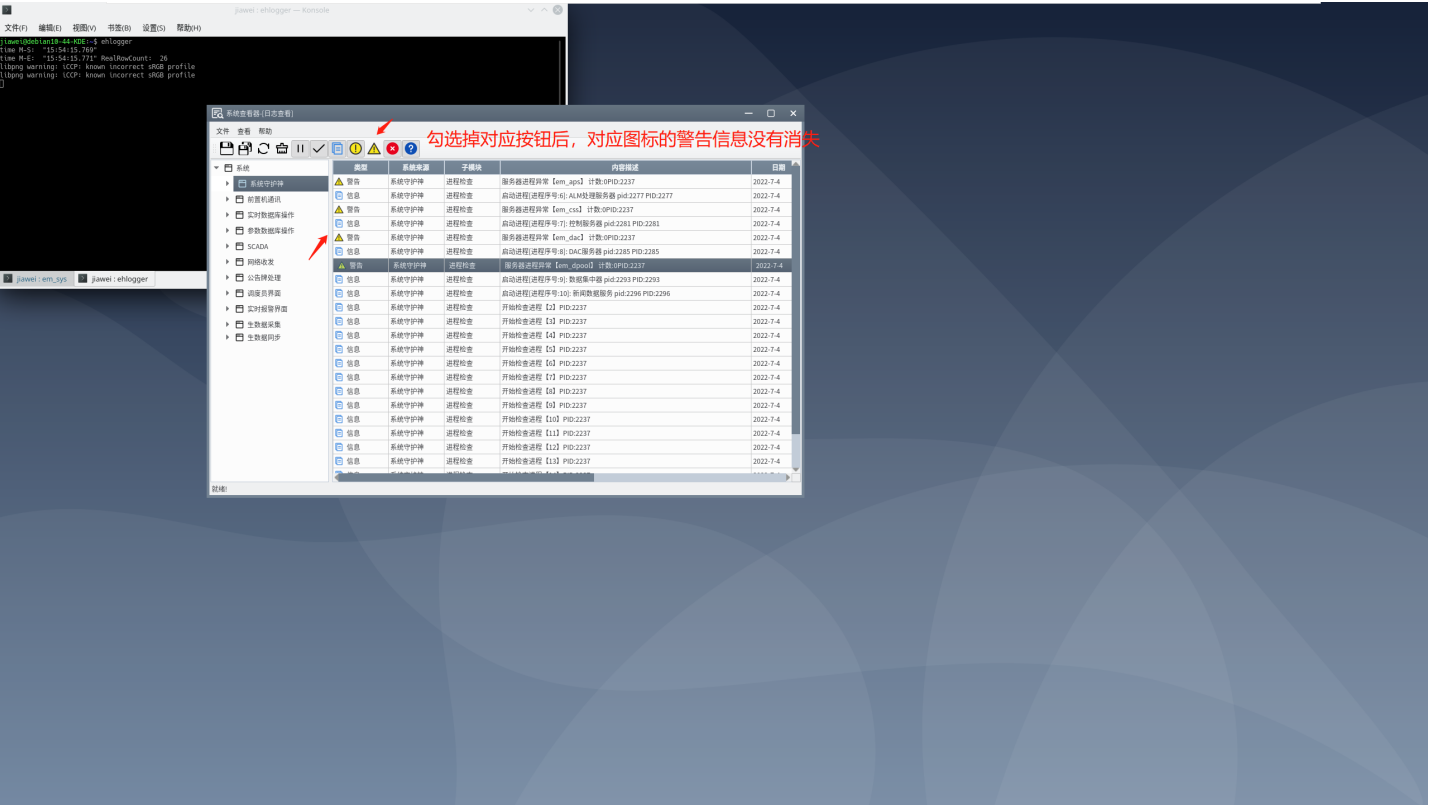 jiawei : ehlogger — Konsole
文件(F) 编辑(E) 视图(V) 书签(B) 设置(S) 帮助(H)
jiawei@debian10-44-KDE:~$ ehlogger
time M-S: "15:54:15.769"
time M-E: "15:54:15.771" RealRowCount: 26
libpng warning: iCCP: known incorrect sRGB profile
libpng warning: iCCP: known incorrect sRGB profile
jiawei : em_sys jiawei : ehlogger
系统查看器-[日志查看]
文件 查看 帮助
勾选掉对应按钮后，对应图标的警告信息没有消失
系统
系统守护神
前置机通讯
实时数据库操作
参数数据库操作
SCADA
网络收发
公告牌处理
调度员界面
实时报警界面
生数据采集
生数据同步
类型 系统来源 子模块 内容描述 日期
警告 系统守护神 进程检查 服务器进程异常【em_aps】 计数:0PID:2237 2022-7-4
信息 系统守护神 进程检查 启动进程[进程序号:6]: ALM处理服务器 pid:2277 PID:2277 2022-7-4
警告 系统守护神 进程检查 服务器进程异常【em_css】 计数:0PID:2237 2022-7-4
信息 系统守护神 进程检查 启动进程[进程序号:7]: 控制服务器 pid:2281 PID:2281 2022-7-4
警告 系统守护神 进程检查 服务器进程异常【em_dac】 计数:0PID:2237 2022-7-4
信息 系统守护神 进程检查 启动进程[进程序号:8]: DAC服务器 pid:2285 PID:2285 2022-7-4
警告 系统守护神 进程检查 服务器进程异常【em_dpool】 计数:0PID:2237 2022-7-4
信息 系统守护神 进程检查 启动进程[进程序号:9]: 数据集中器 pid:2293 PID:2293 2022-7-4
信息 系统守护神 进程检查 启动进程[进程序号:10]: 新闻数据服务 pid:2296 PID:2296 2022-7-4
信息 系统守护神 进程检查 开始检查进程【2】PID:2237 2022-7-4
信息 系统守护神 进程检查 开始检查进程【3】PID:2237 2022-7-4
信息 系统守护神 进程检查 开始检查进程【4】PID:2237 2022-7-4
信息 系统守护神 进程检查 开始检查进程【5】PID:2237 2022-7-4
信息 系统守护神 进程检查 开始检查进程【6】PID:2237 2022-7-4
信息 系统守护神 进程检查 开始检查进程【7】PID:2237 2022-7-4
信息 系统守护神 进程检查 开始检查进程【8】PID:2237 2022-7-4
信息 系统守护神 进程检查 开始检查进程【9】PID:2237 2022-7-4
信息 系统守护神 进程检查 开始检查进程【10】PID:2237 2022-7-4
信息 系统守护神 进程检查 开始检查进程【11】PID:2237 2022-7-4
信息 系统守护神 进程检查 开始检查进程【12】PID:2237 2022-7-4
信息 系统守护神 进程检查 开始检查进程【13】PID:2237 2022-7-4
就绪!